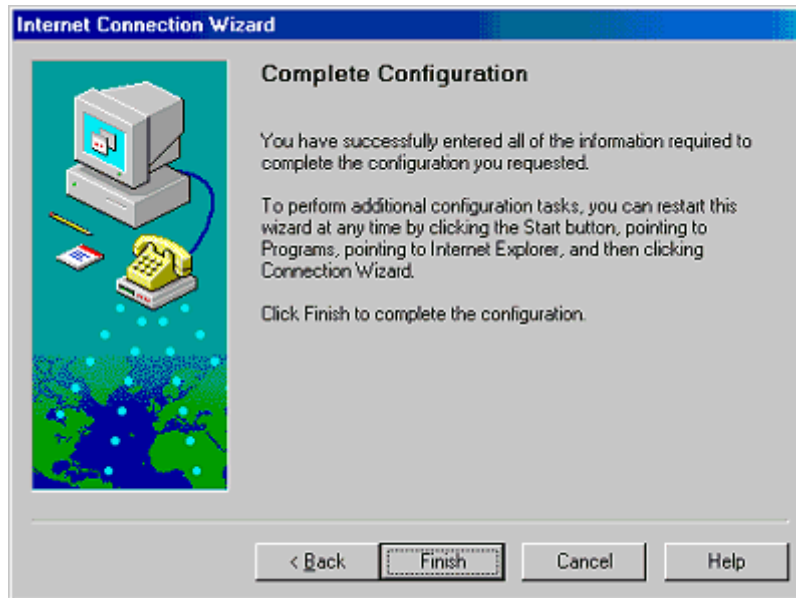 Internet Connection Wizard
Complete Configuration
You have successfully entered all of the information required to
complete the configuration you requested.
To perform additional configuration tasks, you can restart this
wizard at any time by clicking the Start button, pointing to
Programs, pointing to Internet Explorer, and then clicking
Connection Wizard.
Click Finish to complete the configuration.
< Back Finish Cancel Help